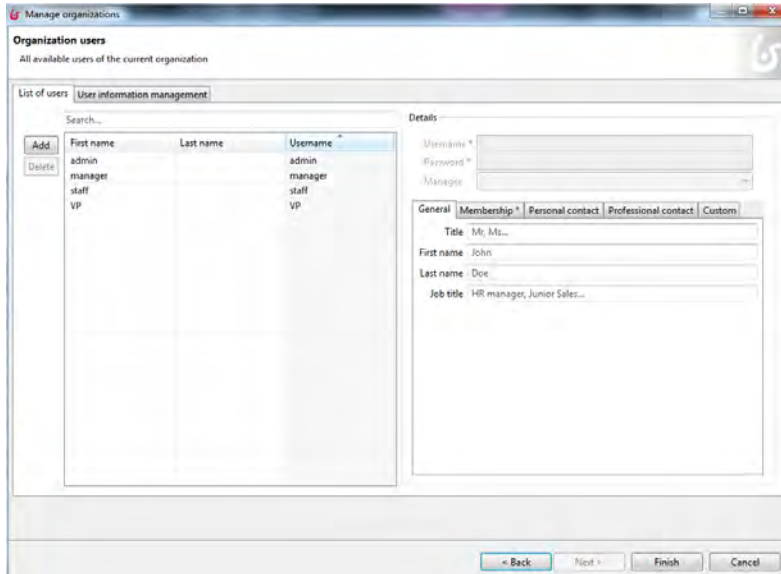 Manage organizations
Organization users
All available users of the current organization
List of users User information management
Search...
Add
Delete
First name Last name Username
admin admin
manager manager
staff staff
VP VP
Details
Username *
Password *
Manager
General Membership * Personal contact Professional contact Custom
Title Mr, Ms...
First name John
Last name Doe
Job title HR manager, Junior Sales...
< Back Next > Finish Cancel